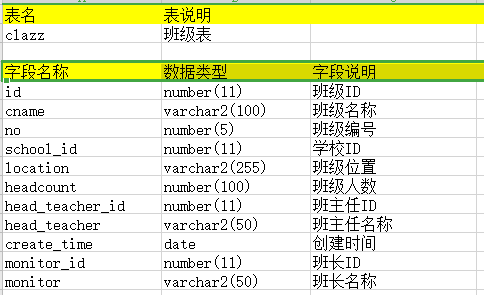 表名 表说明
clazz 班级表
字段名称 数据类型 字段说明
id number(11) 班级ID
cname varchar2(100) 班级名称
no number(5) 班级编号
school_id number(11) 学校ID
location varchar2(255) 班级位置
headcount number(100) 班级人数
head_teacher_id number(11) 班主任ID
head_teacher varchar2(50) 班主任名称
create_time date 创建时间
monitor_id number(11) 班长ID
monitor varchar2(50) 班长名称